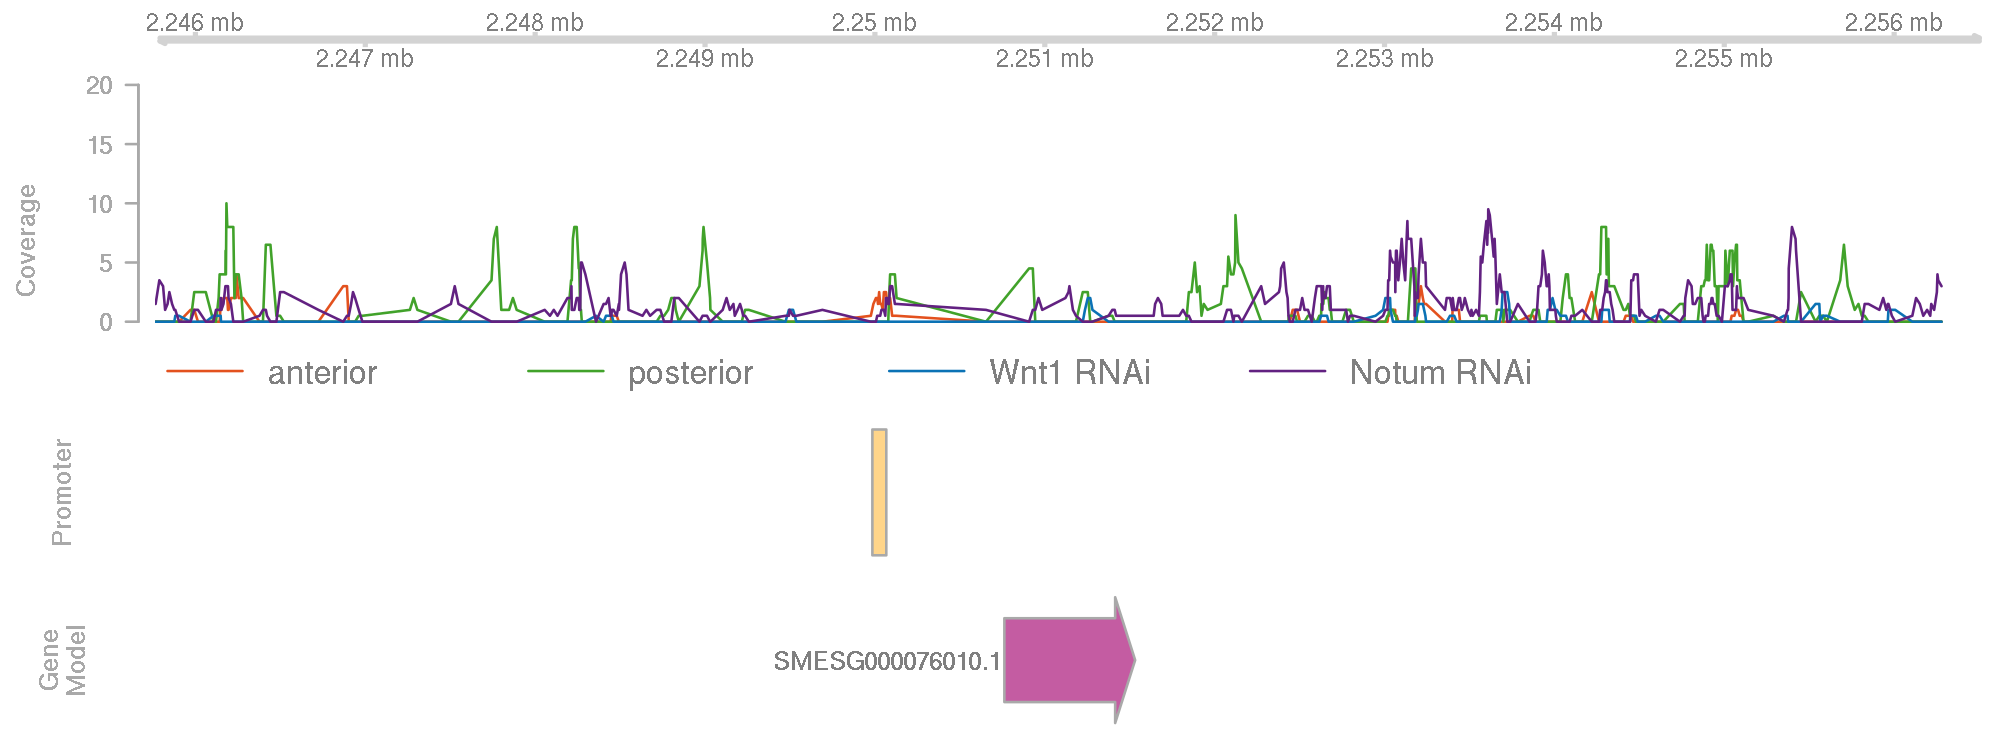 2.246 mb 2.248 mb 2.25 mb 2.252 mb 2.254 mb 2.256 mb
2.247 mb 2.249 mb 2.251 mb 2.253 mb 2.255 mb
20
15
10
5
0
Coverage
anterior posterior Wnt1 RNAi Notum RNAi
Promoter
Gene
Model
SMESG000076010.1